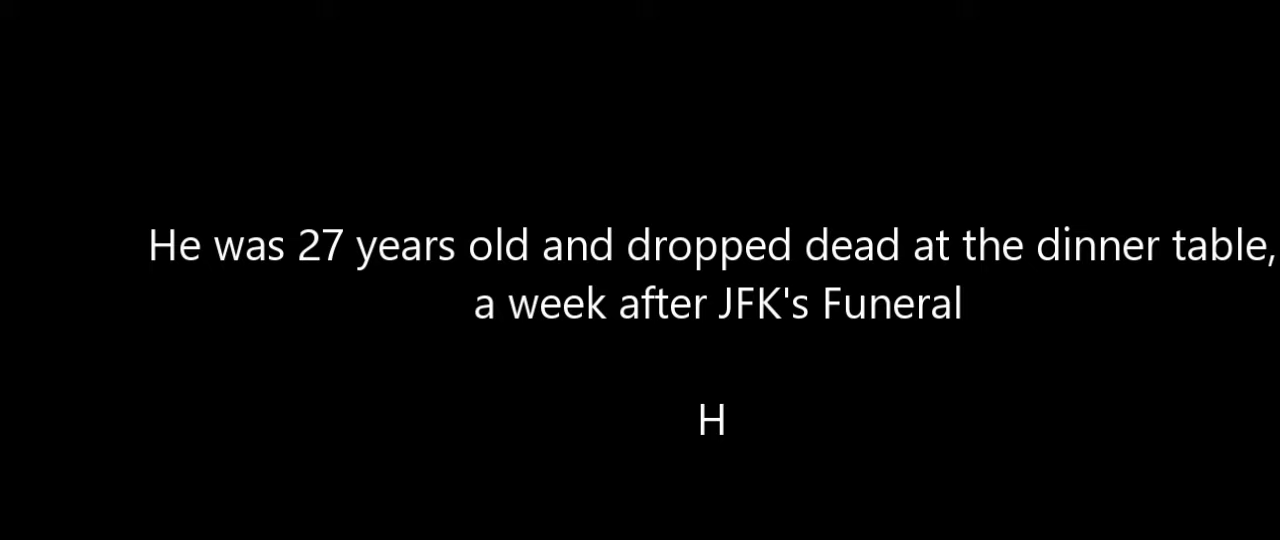 He was 27 years old and dropped dead at the dinner table,
a week after JFK's Funeral
H